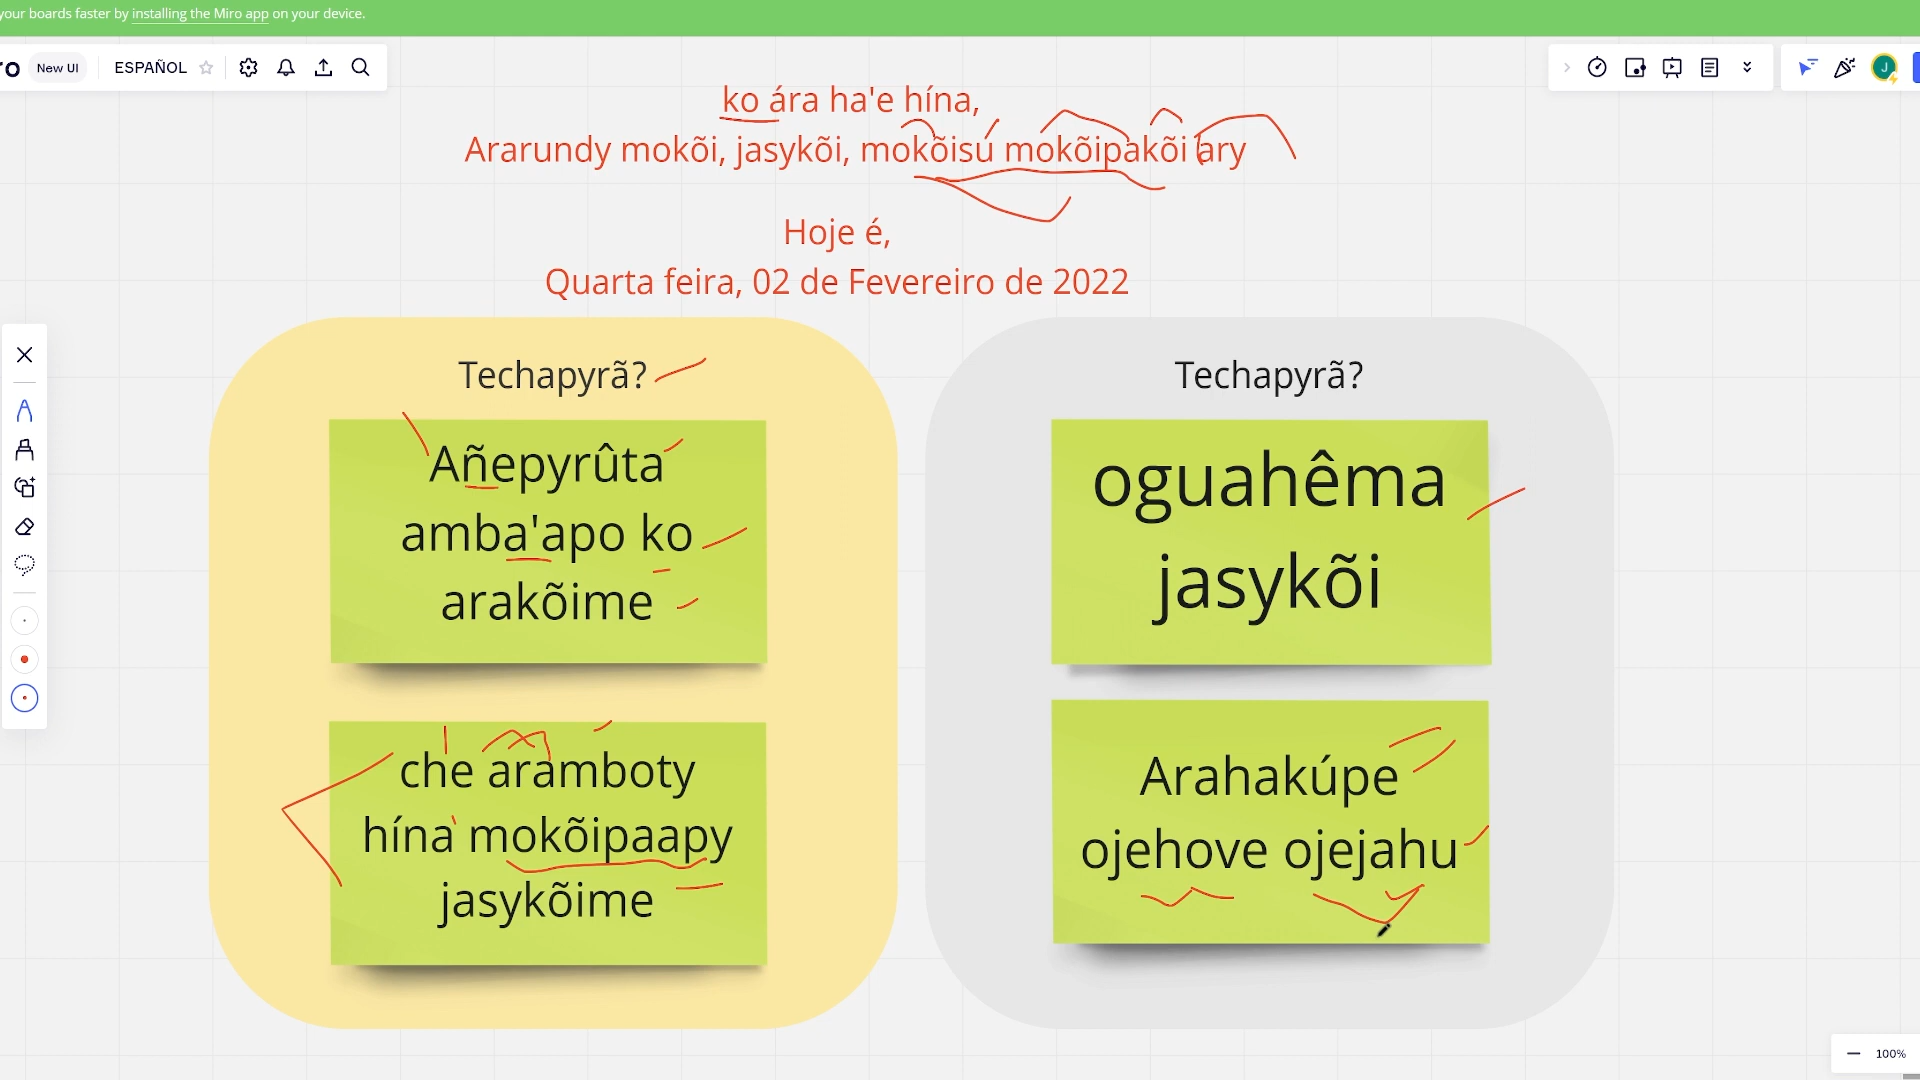 your boards faster by installing the Miro app on your device.
ro New UI ESPAÑOL
J
ko ára ha'e hína,
Ararundy mokõi, jasykõi, mokõisu mokõipakõi ary
Hoje é,
Quarta feira, 02 de Fevereiro de 2022
Techapyrã?
Añepyrûta
amba'apo ko
arakõime
che aramboty
hína mokõipaapy
jasykõime
Techapyrã?
oguahêma
jasykõi
Arahakúpe
ojehove ojejahu
100%